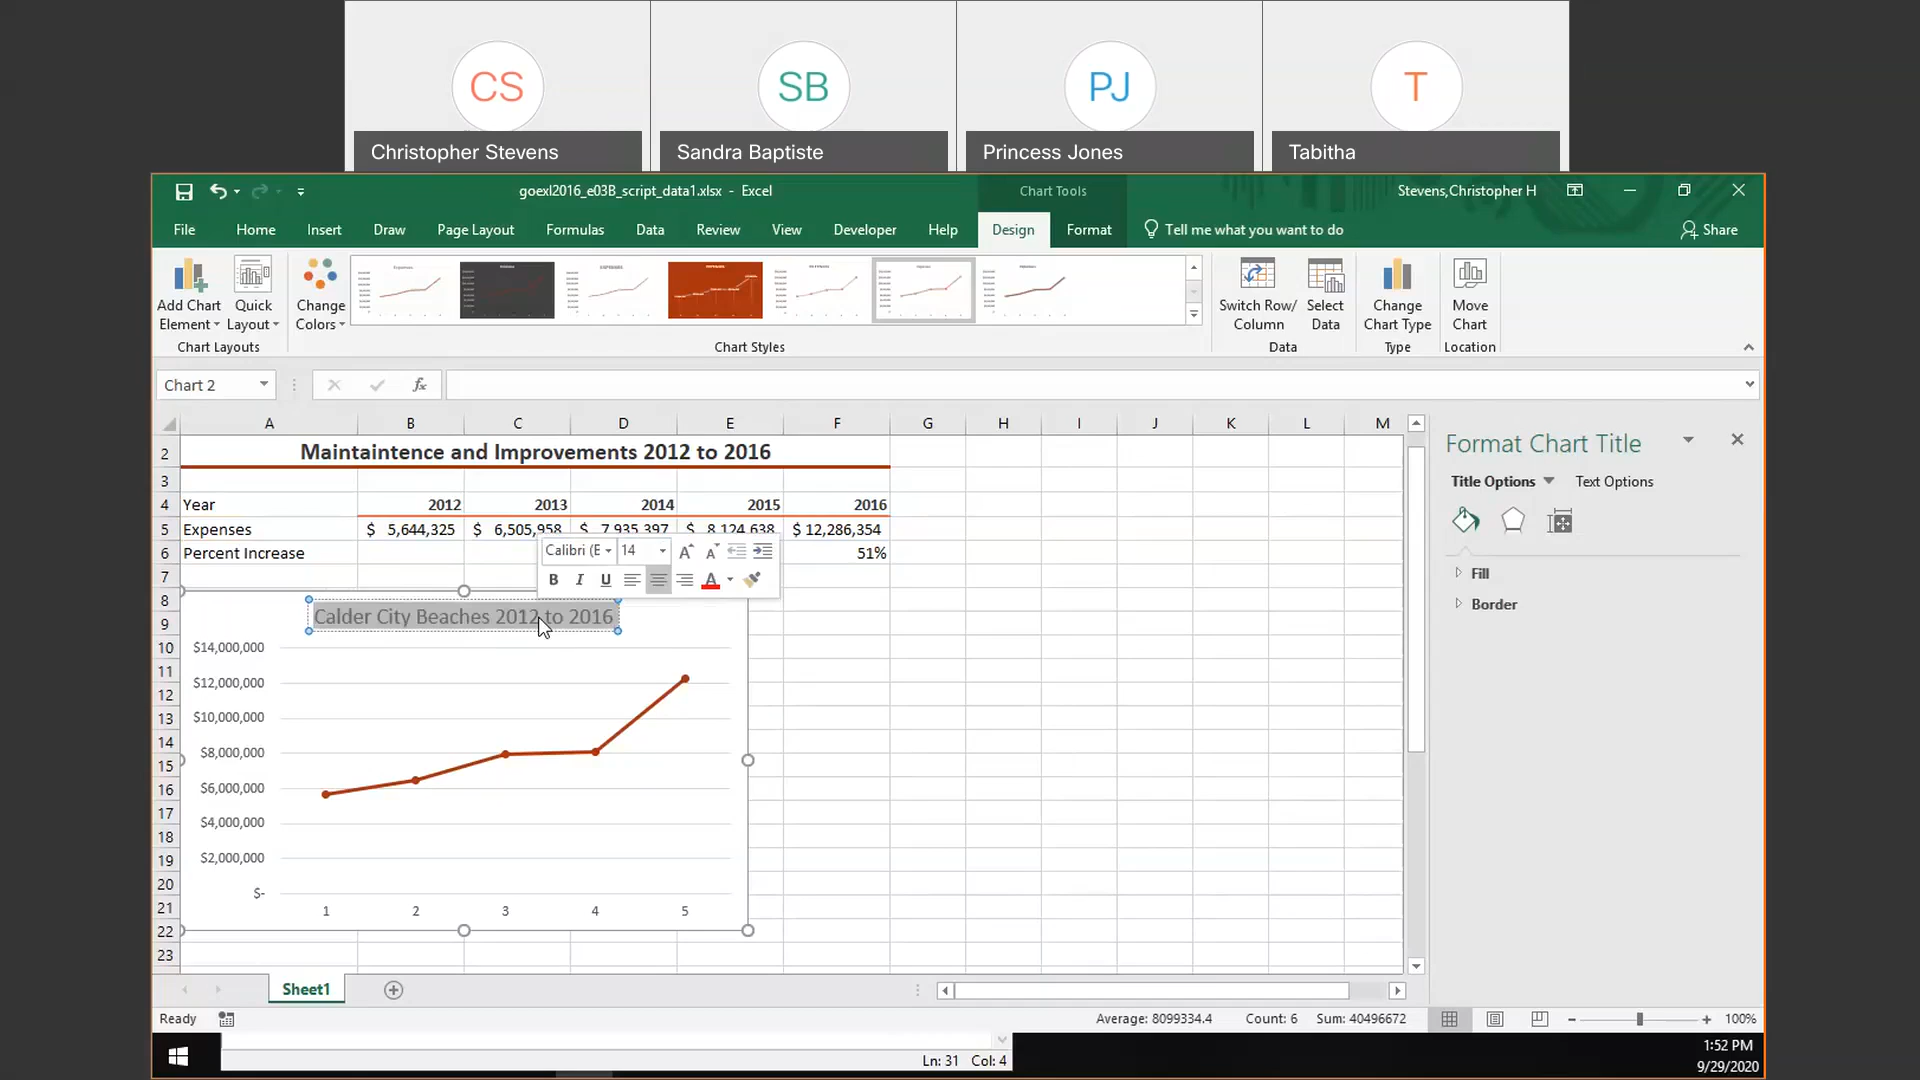 CS
SB
PJ
T
Christopher Stevens
Sandra Baptiste
Princess Jones
Tabitha
goexl2016_e03B_script_data1.xlsx - Excel
Chart Tools
Stevens,Christopher H
File Home Insert Draw Page Layout Formulas Data Review View Developer Help Design Format Tell me what you want to do Share
Add Chart Element
Quick Layout
Change Colors
Switch Row/ Column
Select Data
Change Chart Type
Move Chart
Chart Layouts
Chart Styles
Data
Type
Location
Chart 2
fx
A B C D E F G H I J K L M
2 Maintaintence and Improvements 2012 to 2016
3
4 Year 2012 2013 2014 2015 2016
5 Expenses $ 5,644,325 $ 6,505,958 $ 7,935,397 $ 8,124,638 $ 12,286,354
6 Percent Increase 51%
Calibri (E 14 A A
B I U A
7
8
Calder City Beaches 2012 to 2016
9
10 $14,000,000
11 $12,000,000
12
13 $10,000,000
14
15 $8,000,000
16 $6,000,000
17
18 $4,000,000
19 $2,000,000
20 $-
21 1 2 3 4 5
22
23
Format Chart Title
Title Options Text Options
Fill
Border
Sheet1
Ready
Average: 8099334.4 Count: 6 Sum: 40496672
100%
Ln: 31 Col: 4
1:52 PM
9/29/2020